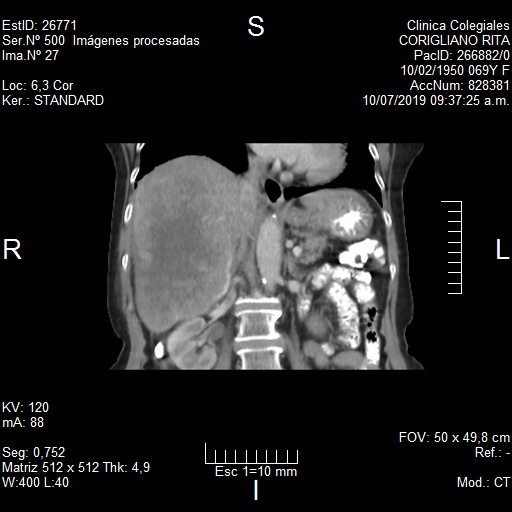 EstID: 26771
Ser.Nº 500 Imágenes procesadas
Ima.Nº 27
Loc: 6,3 Cor
Ker.: STANDARD
S
Clinica Colegiales
CORIGLIANO RITA
PacID: 266882/0
10/02/1950 069Y F
AccNum: 828381
10/07/2019 09:37:25 a.m.
R
L
KV: 120
mA: 88
Seg: 0,752
Matriz 512 x 512 Thk: 4,9
W:400 L:40
Esc 1=10 mm
I
FOV: 50 x 49,8 cm
Ref.: -
Mod.: CT